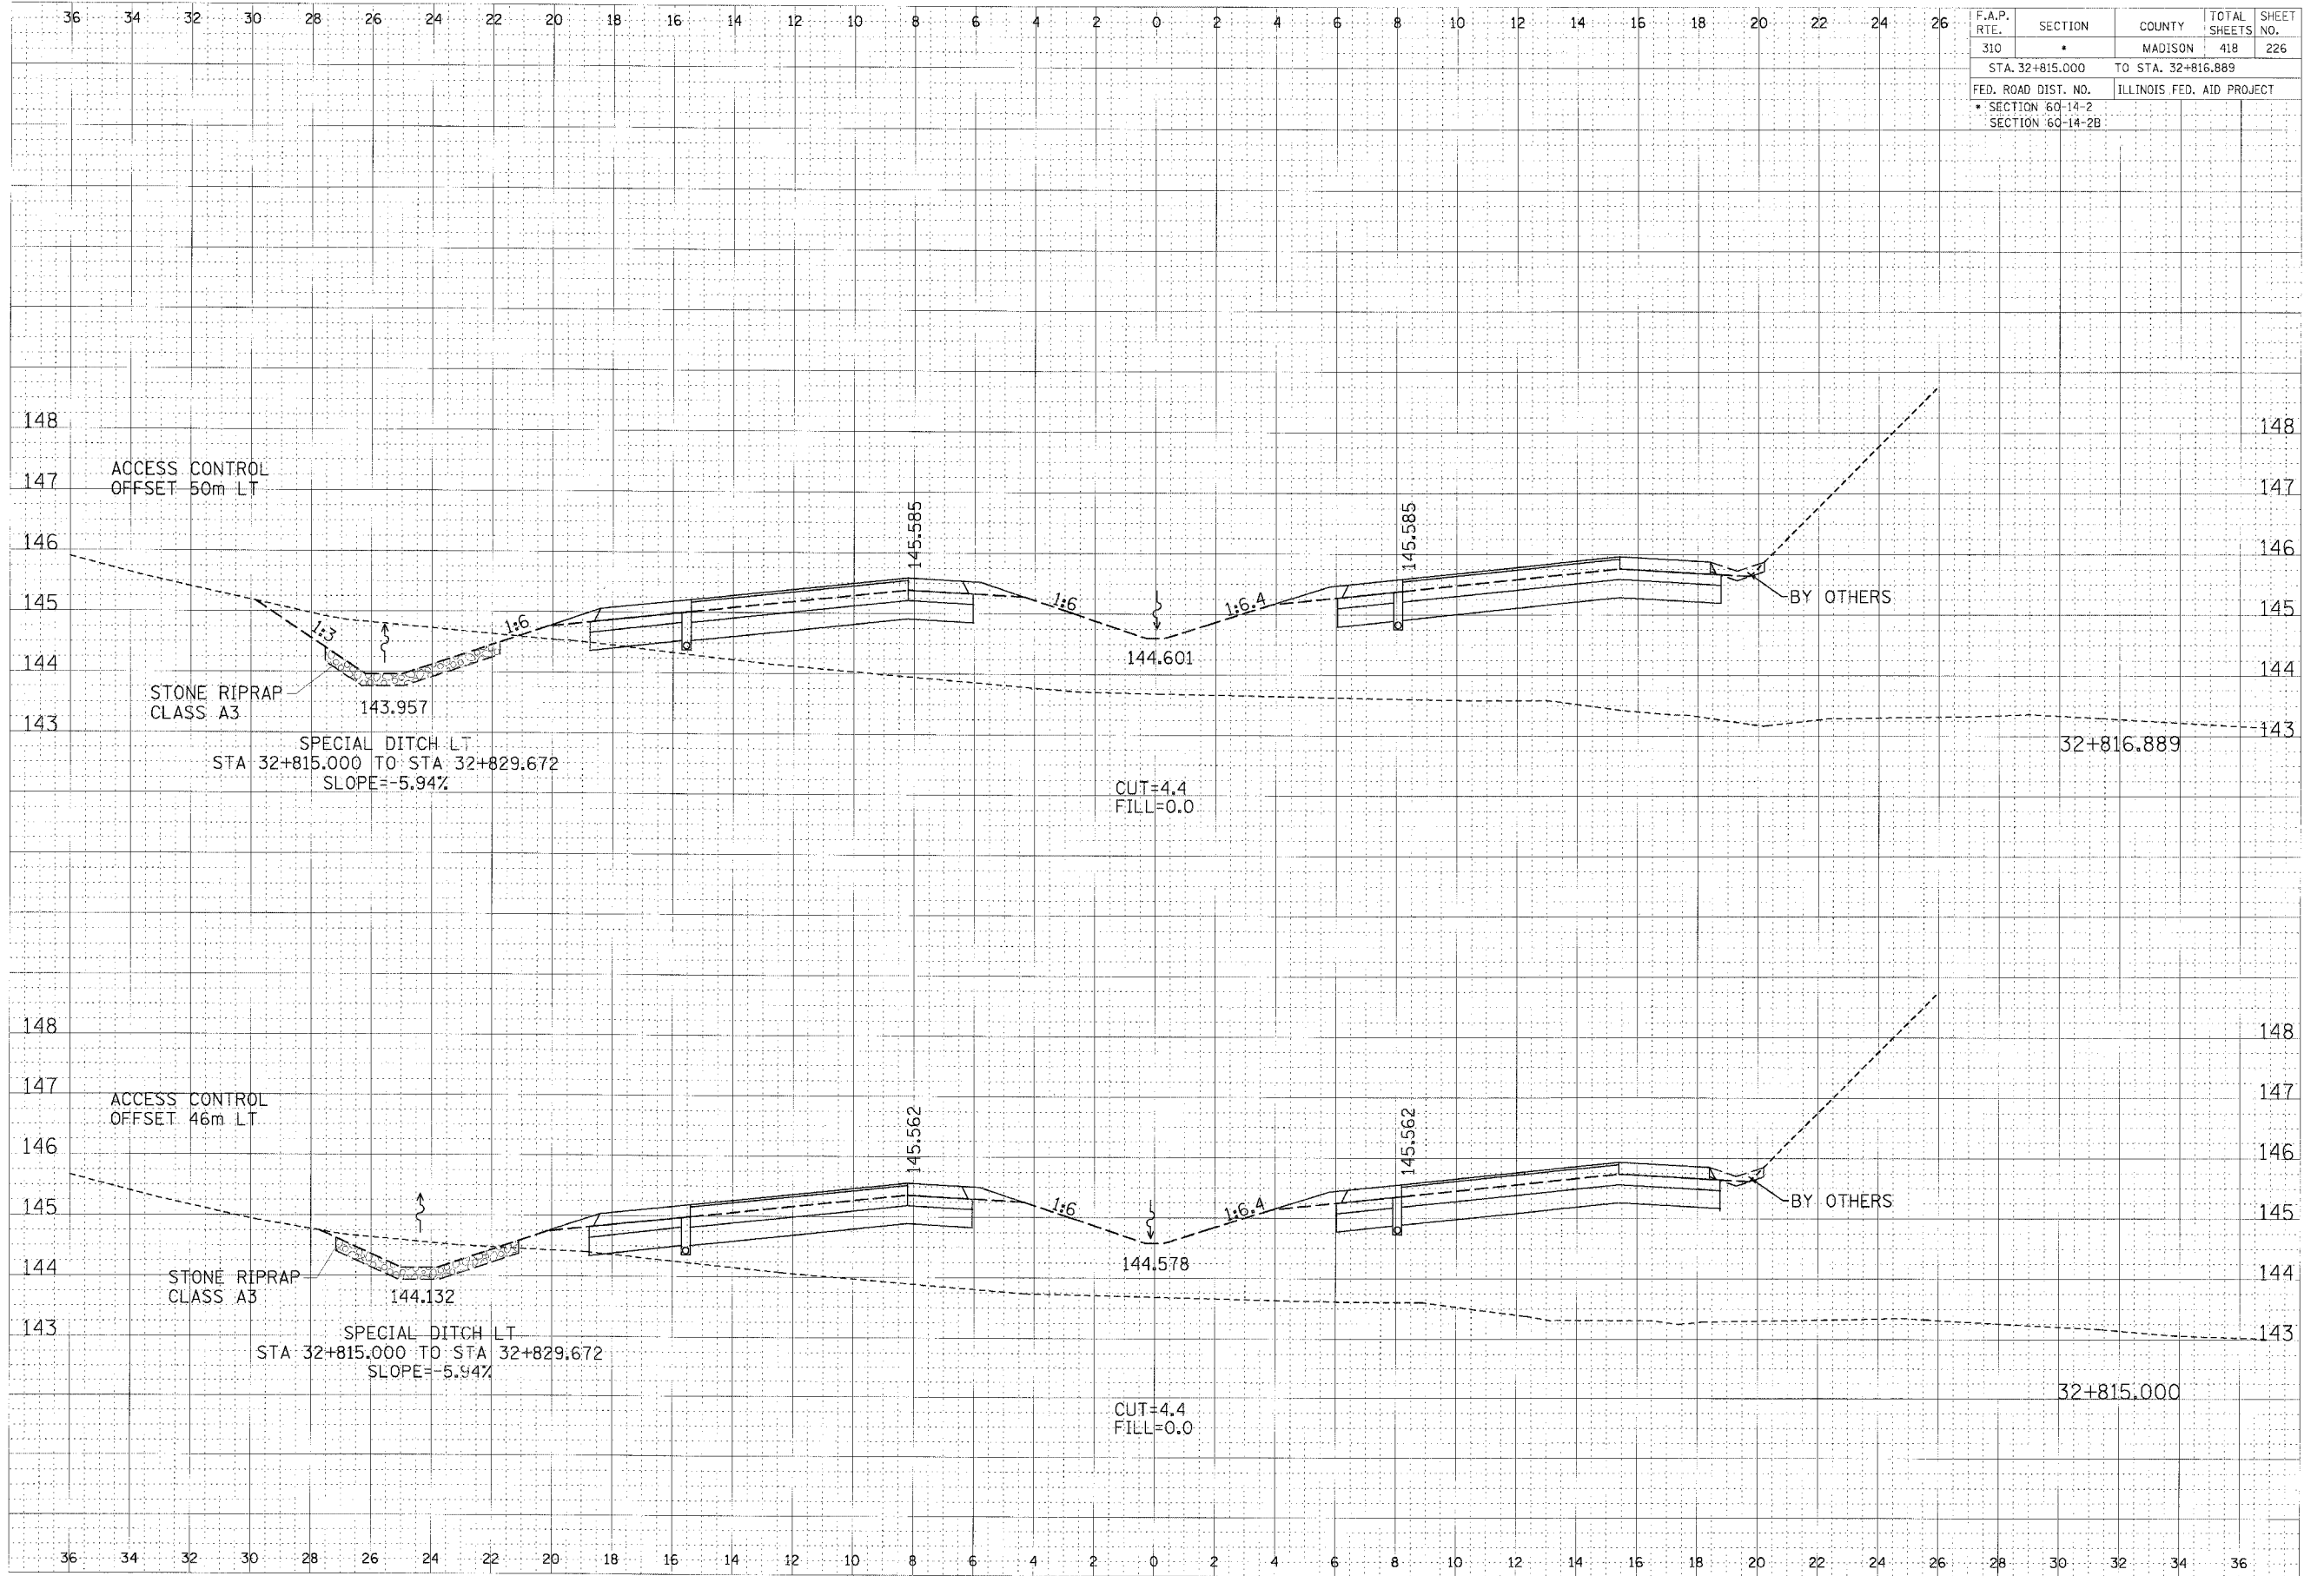 36 34 32 30 28 26 24 22 20 18 16 14 12 10 8 6 4 2 0 2 4 6 8 10 12 14 16 18 20 22 24 26
F.A.P. RTE. SECTION COUNTY TOTAL SHEETS SHEET NO.
310 * MADISON 418 226
STA. 32+815.000 TO STA. 32+816.889
FED. ROAD DIST. NO. ILLINOIS FED. AID PROJECT
* SECTION 60-14-2
SECTION 60-14-2B
148 148
ACCESS CONTROL
OFFSET 50m LT
147 147
145.585 145.585
146 146
145 145
1:3 1:6 1:6 1:6.4
BY OTHERS
144 144
144.601
STONE RIPRAP
CLASS A3
143.957
143 143
32+816.889
SPECIAL DITCH LT
STA 32+815.000 TO STA 32+829.672
SLOPE=-5.94%
CUT=4.4
FILL=0.0
148 148
147 147
ACCESS CONTROL
OFFSET 46m LT
145.562 145.562
146 146
145 145
1:6 1:6.4
BY OTHERS
144 144
144.578
STONE RIPRAP
CLASS A3
144.132
143 143
SPECIAL DITCH LT
STA 32+815.000 TO STA 32+829.672
SLOPE=-5.94%
32+815.000
CUT=4.4
FILL=0.0
36 34 32 30 28 26 24 22 20 18 16 14 12 10 8 6 4 2 0 2 4 6 8 10 12 14 16 18 20 22 24 26 28 30 32 34 36